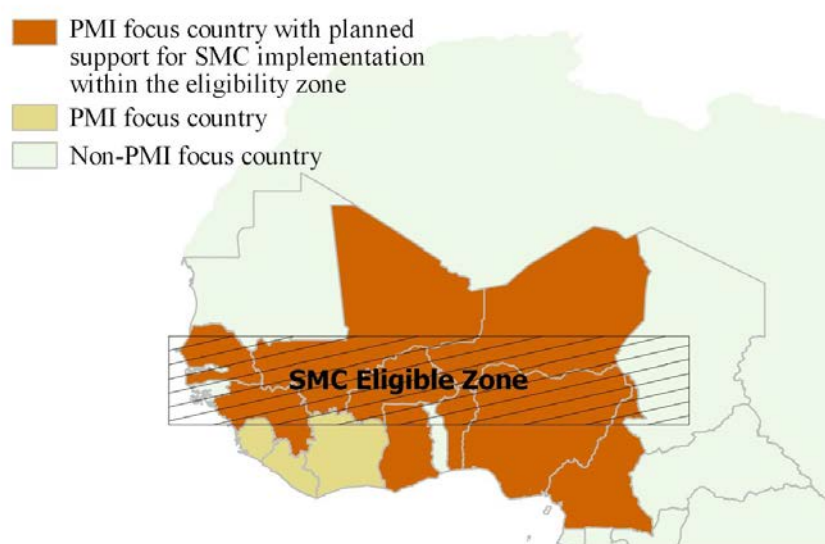 PMI focus country with planned
support for SMC implementation
within the eligibility zone
PMI focus country
Non-PMI focus country
SMC Eligible Zone